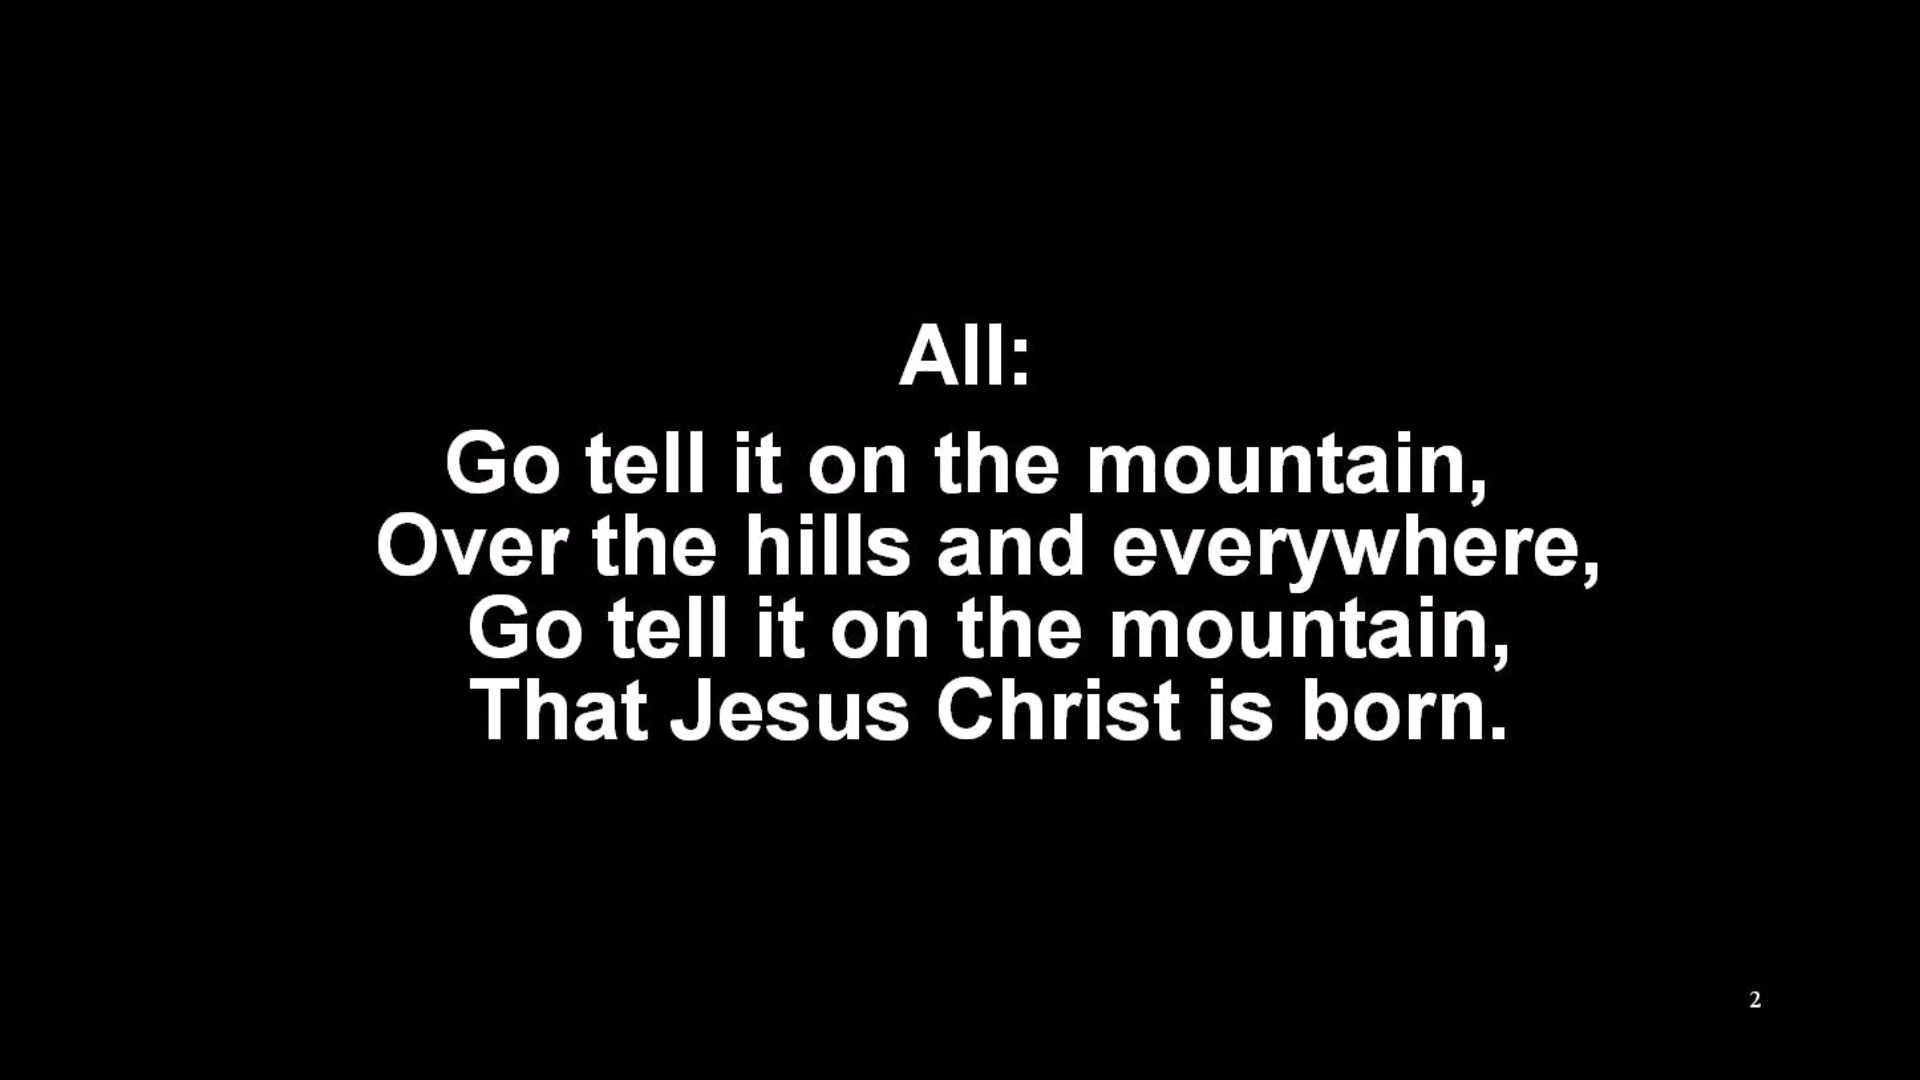 All:
Go tell it on the mountain,
Over the hills and everywhere,
Go tell it on the mountain,
That Jesus Christ is born.
2